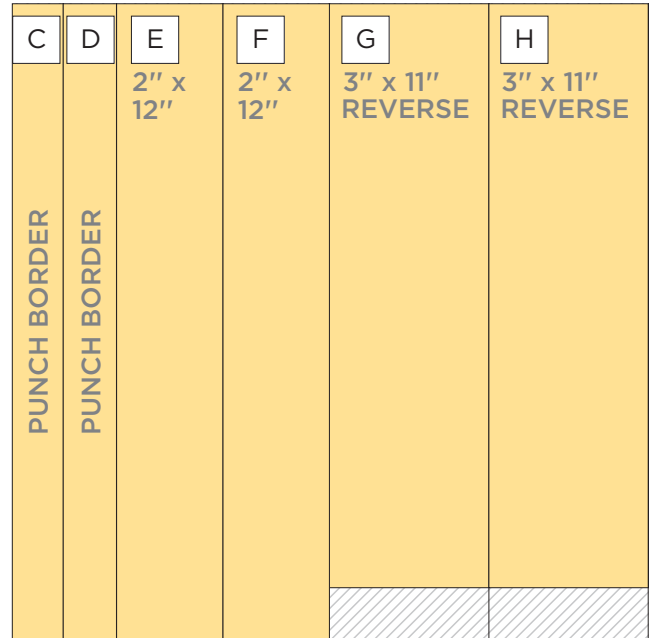 C
D
E
F
G
H
2" x
12"
2" x
12"
3" x 11"
REVERSE
3" x 11"
REVERSE
PUNCH BORDER
PUNCH BORDER